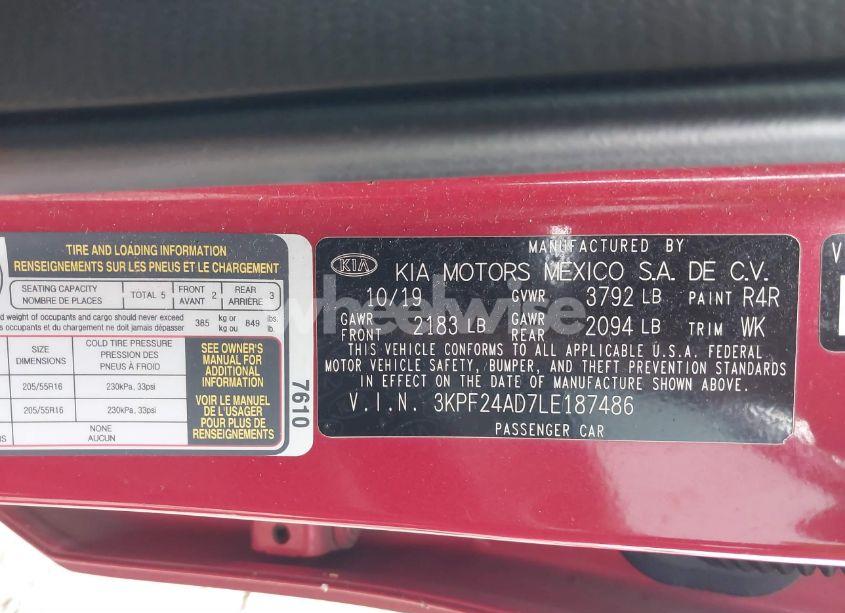 TIRE AND LOADING INFORMATION
RENSEIGNEMENTS SUR LES PNEUS ET LE CHARGEMENT
SEATING CAPACITY
NOMBRE DE PLACES
TOTAL 5
FRONT
AVANT 2
REAR
ARRIÈRE 3
d weight of occupants and cargo should never exceed
ts et du chargement ne doit jamais dépasser
385 kg or
kg ou
849 lbs.
lb.
SIZE
DIMENSIONS
COLD TIRE PRESSURE
PRESSION DES
PNEUS À FROID
205/55R16
230kPa, 33psi
205/55R16
230kPa, 33psi
NONE
AUCUN
SEE OWNER'S
MANUAL FOR
ADDITIONAL
INFORMATION
VOIR LE MANUEL
DE L'USAGER
POUR PLUS DE
RENSEIGNEMENTS
7610
MANUFACTURED BY
KIA
KIA MOTORS MEXICO S.A. DE C.V.
10/19 GVWR 3792 LB PAINT R4R
GAWR
FRONT 2183 LB GAWR
REAR 2094 LB TRIM WK
THIS VEHICLE CONFORMS TO ALL APPLICABLE U.S.A. FEDERAL
MOTOR VEHICLE SAFETY, BUMPER, AND THEFT PREVENTION STANDARDS
IN EFFECT ON THE DATE OF MANUFACTURE SHOWN ABOVE.
V.I.N. 3KPF24AD7LE187486
PASSENGER CAR
wheelwire